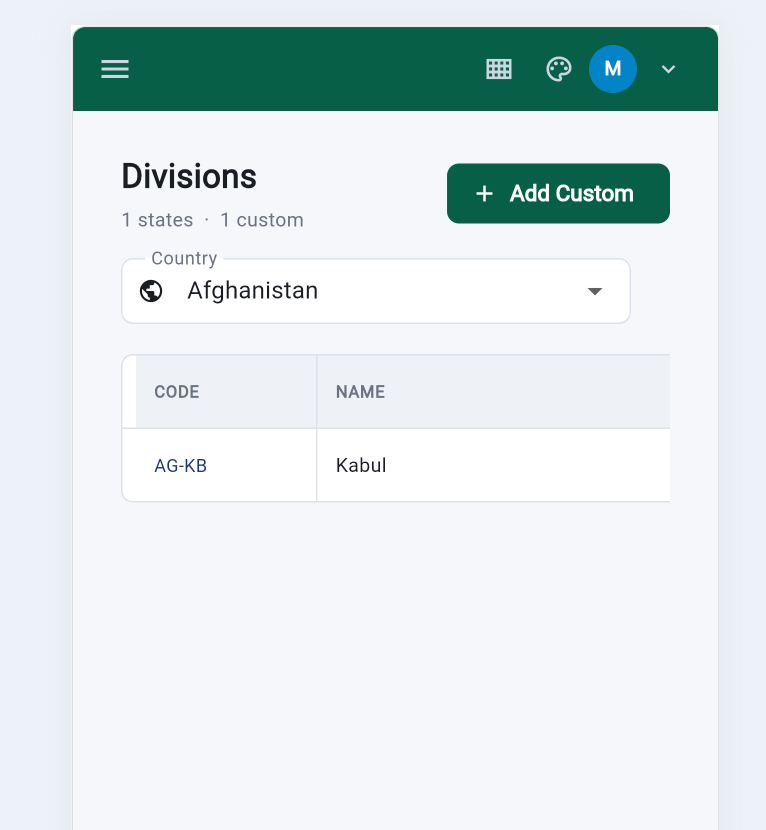 M
Divisions
1 states · 1 custom
Add Custom
Country
Afghanistan
CODE NAME
AG-KB Kabul